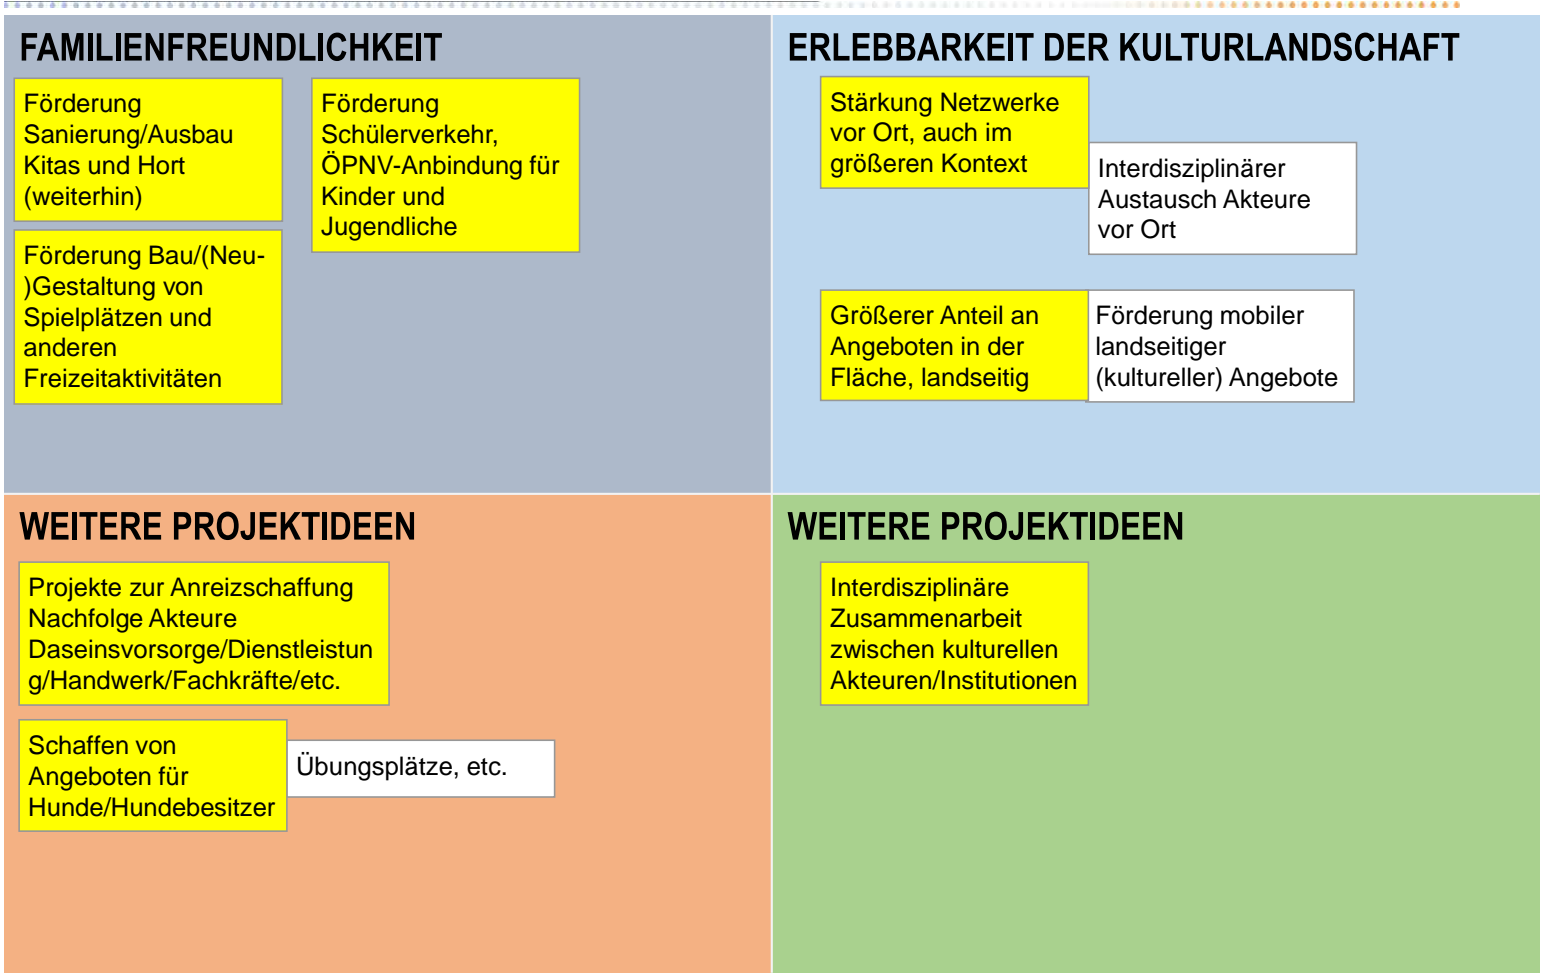 FAMILIENFREUNDLICHKEIT
Förderung
Sanierung/Ausbau
Kitas und Hort
(weiterhin)
Förderung
Schülerverkehr,
ÖPNV-Anbindung für
Kinder und
Jugendliche
Förderung Bau/(Neu-
)Gestaltung von
Spielplätzen und
anderen
Freizeitaktivitäten
ERLEBBARKEIT DER KULTURLANDSCHAFT
Stärkung Netzwerke
vor Ort, auch im
größeren Kontext
Interdisziplinärer
Austausch Akteure
vor Ort
Größerer Anteil an
Angeboten in der
Fläche, landseitig
Förderung mobiler
landseitiger
(kultureller) Angebote
WEITERE PROJEKTIDEEN
Projekte zur Anreizschaffung
Nachfolge Akteure
Daseinsvorsorge/Dienstleistun
g/Handwerk/Fachkräfte/etc.
Schaffen von
Angeboten für
Hunde/Hundebesitzer
Übungsplätze, etc.
WEITERE PROJEKTIDEEN
Interdisziplinäre
Zusammenarbeit
zwischen kulturellen
Akteuren/Institutionen